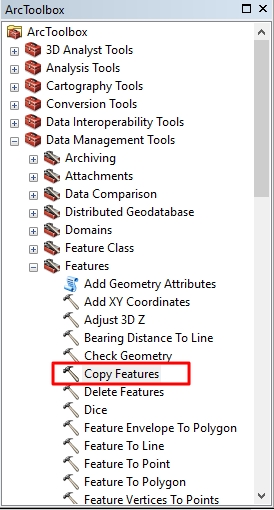 ArcToolbox
ArcToolbox
3D Analyst Tools
Analysis Tools
Cartography Tools
Conversion Tools
Data Interoperability Tools
Data Management Tools
Archiving
Attachments
Data Comparison
Distributed Geodatabase
Domains
Feature Class
Features
Add Geometry Attributes
Add XY Coordinates
Adjust 3D Z
Bearing Distance To Line
Check Geometry
Copy Features
Delete Features
Dice
Feature Envelope To Polygon
Feature To Line
Feature To Point
Feature To Polygon
Feature Vertices To Points